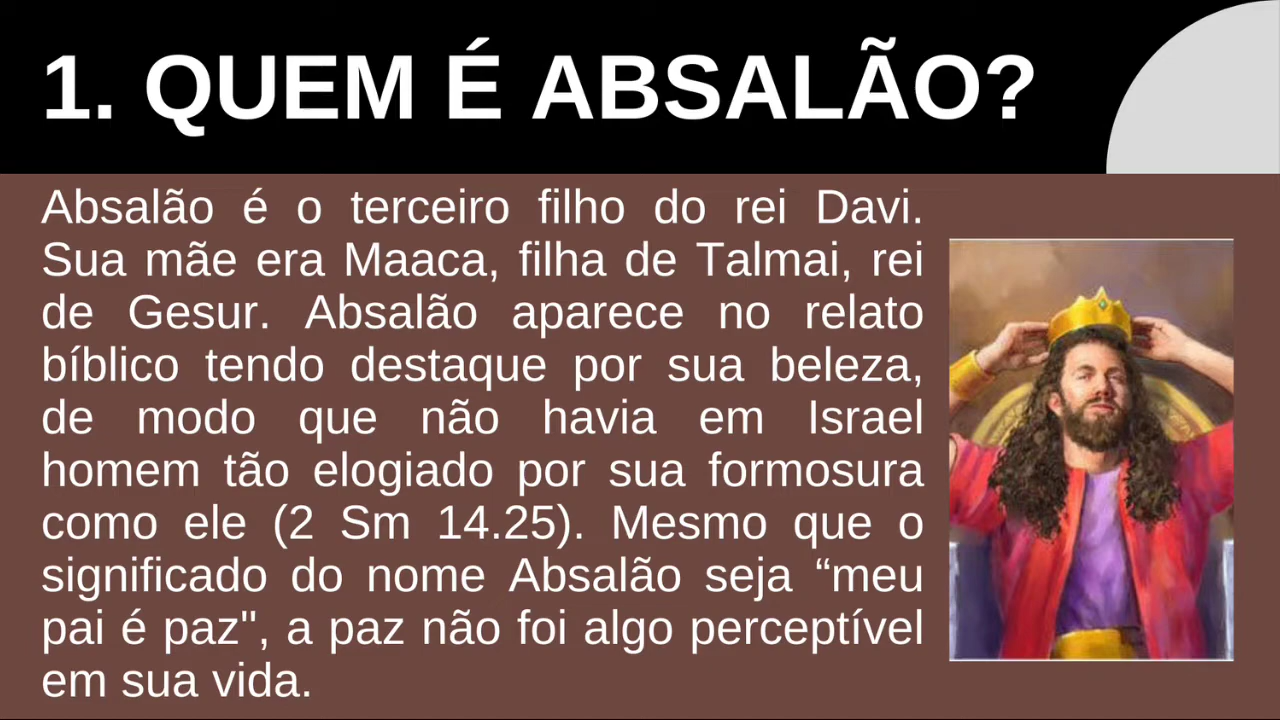 1. QUEM É ABSALÃO?
Absalão é o terceiro filho do rei Davi.
Sua mãe era Maaca, filha de Talmai, rei
de Gesur. Absalão aparece no relato
bíblico tendo destaque por sua beleza,
de modo que não havia em Israel
homem tão elogiado por sua formosura
como ele (2 Sm 14.25). Mesmo que o
significado do nome Absalão seja “meu
pai é paz", a paz não foi algo perceptível
em sua vida.